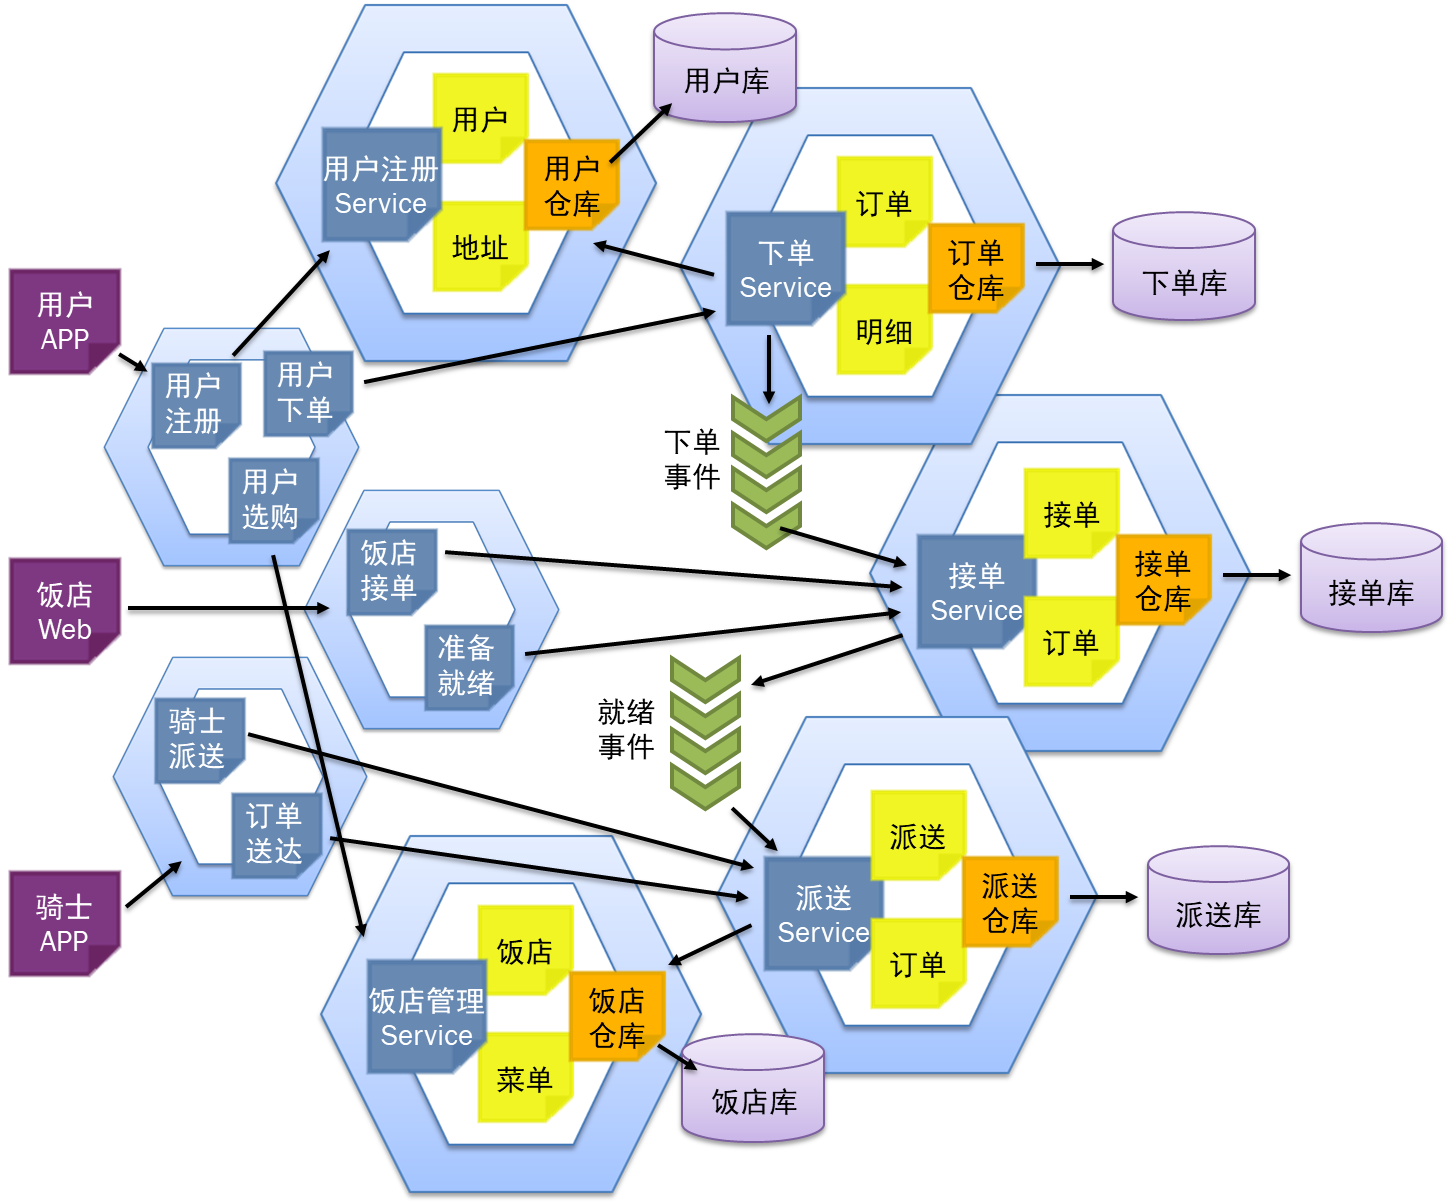 用户
用户注册
Service
用户
仓库
地址
用户库
订单
下单
Service
订单
仓库
明细
下单库
用户
APP
用户
注册
用户
下单
用户
选购
下单
事件
饭店
Web
饭店
接单
准备
就绪
接单
接单
Service
接单
仓库
订单
接单库
就绪
事件
骑士
派送
订单
送达
骑士
APP
派送
派送
Service
派送
仓库
订单
派送库
饭店
饭店管理
Service
饭店
仓库
菜单
饭店库